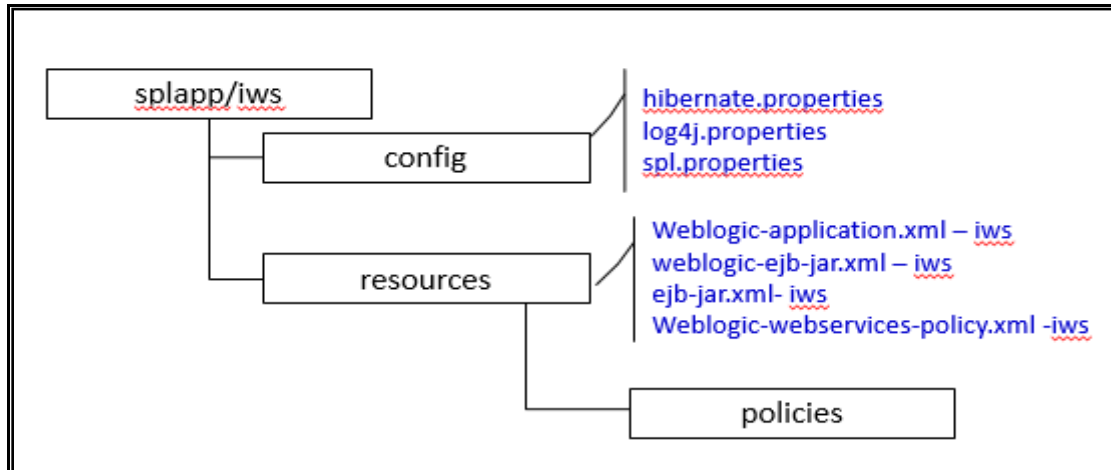 splapp/iws
hibernate.properties
log4j.properties
config
spl.properties
Weblogic-application.xml – iws
weblogic-ejb-jar.xml – iws
resources
ejb-jar.xml- iws
Weblogic-webservices-policy.xml -iws
policies